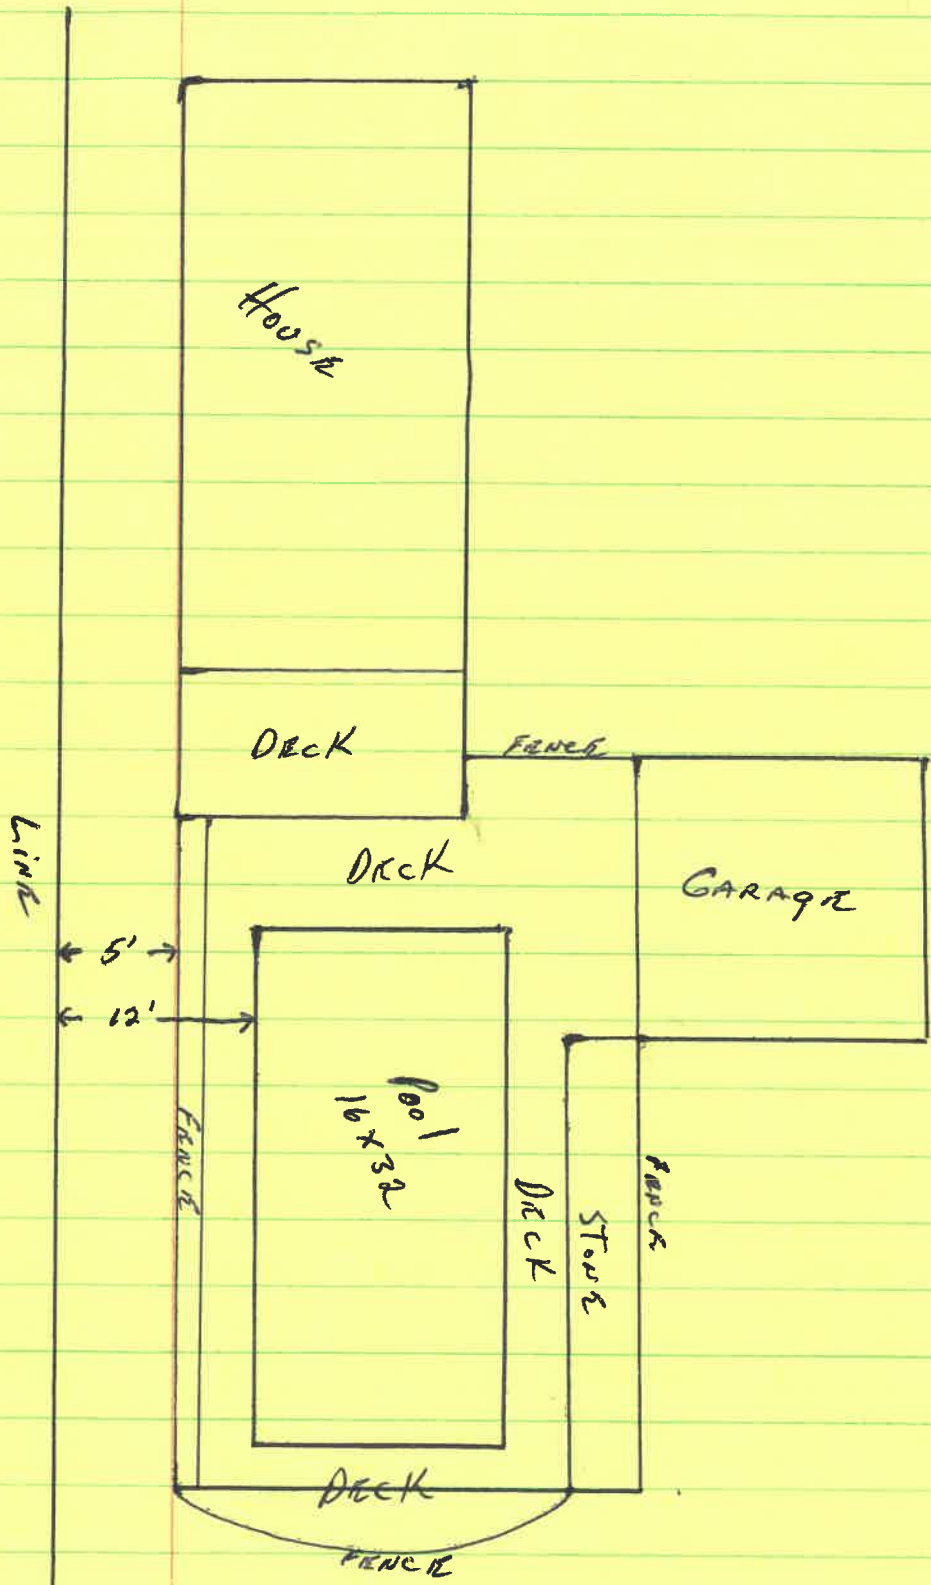 HOUSE
DECK
FENCE
DECK
GARAGE
LINE
5'
12'
Pool
16x32
FENCE
DECK
STONE
FENCE
DECK
FENCE